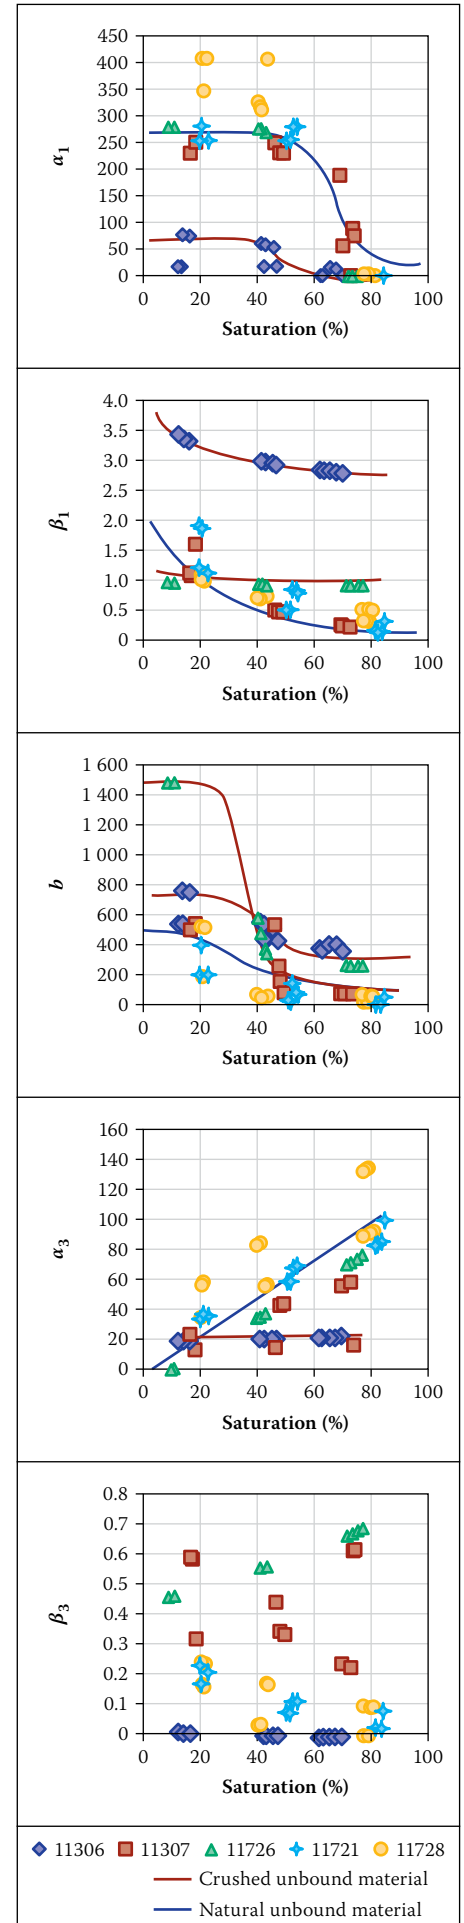 450
400
350
300
250
200
150
100
50
0
α1
0 20 40 60 80 100
Saturation (%)
4.0
3.5
3.0
2.5
2.0
1.5
1.0
0.5
0
β1
0 20 40 60 80 100
Saturation (%)
1 600
1 400
1 200
1 000
800
600
400
200
0
b
0 20 40 60 80 100
Saturation (%)
160
140
120
100
80
60
40
20
0
α3
0 20 40 60 80 100
Saturation (%)
0.8
0.7
0.6
0.5
0.4
0.3
0.2
0.1
0
β3
0 20 40 60 80 100
Saturation (%)
11306 11307 11726 11721 11728
Crushed unbound material
Natural unbound material